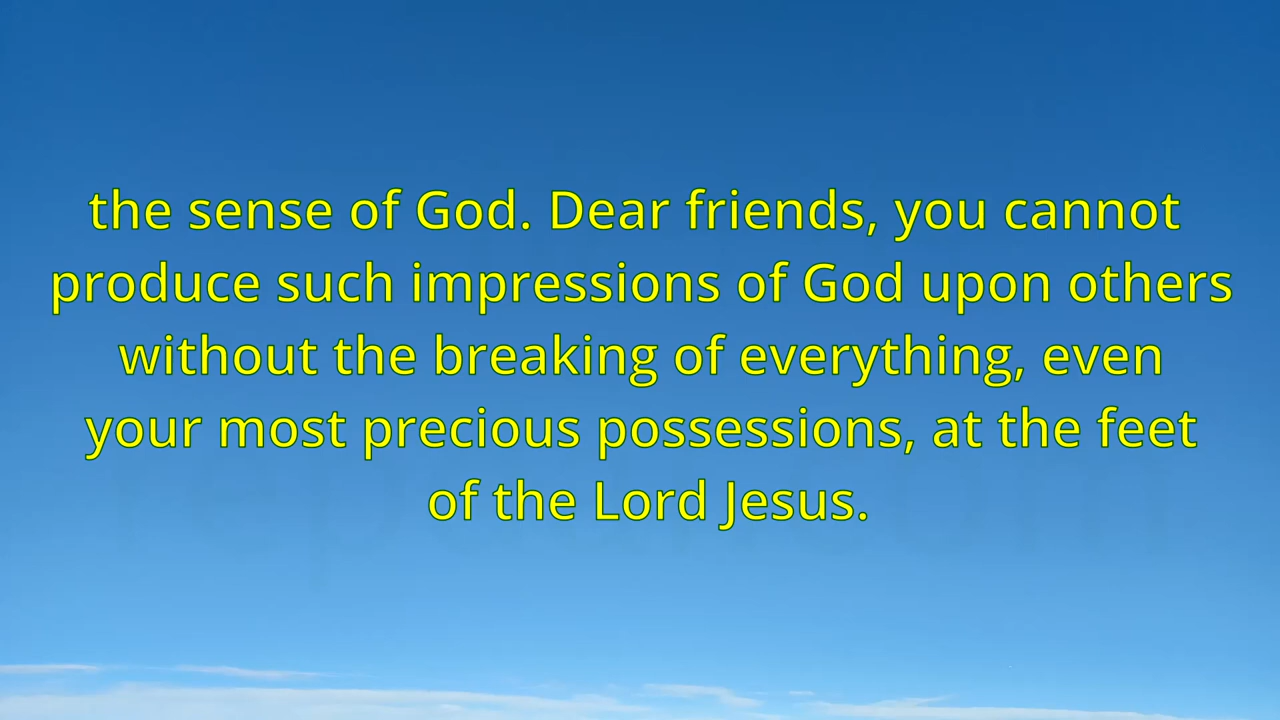 the sense of God. Dear friends, you cannot
produce such impressions of God upon others
without the breaking of everything, even
your most precious possessions, at the feet
of the Lord Jesus.